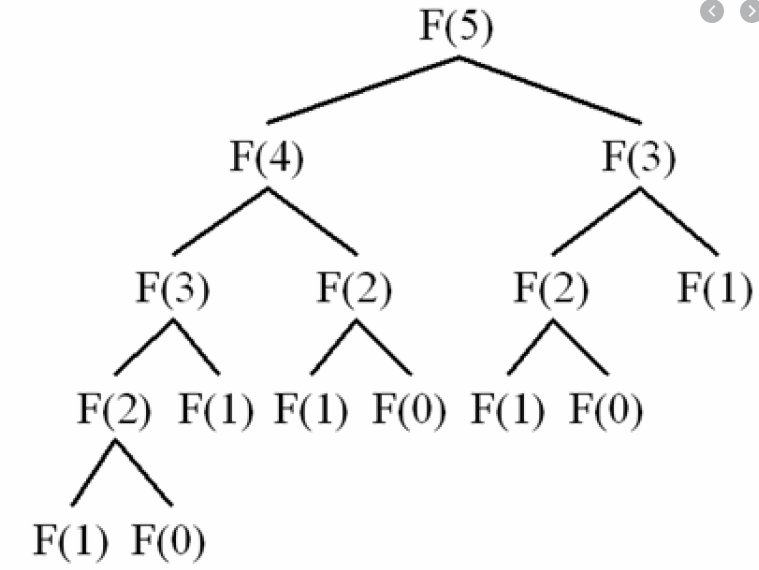 F(5)
F(4) F(3)
F(3) F(2) F(2) F(1)
F(2) F(1) F(1) F(0) F(1) F(0)
F(1) F(0)